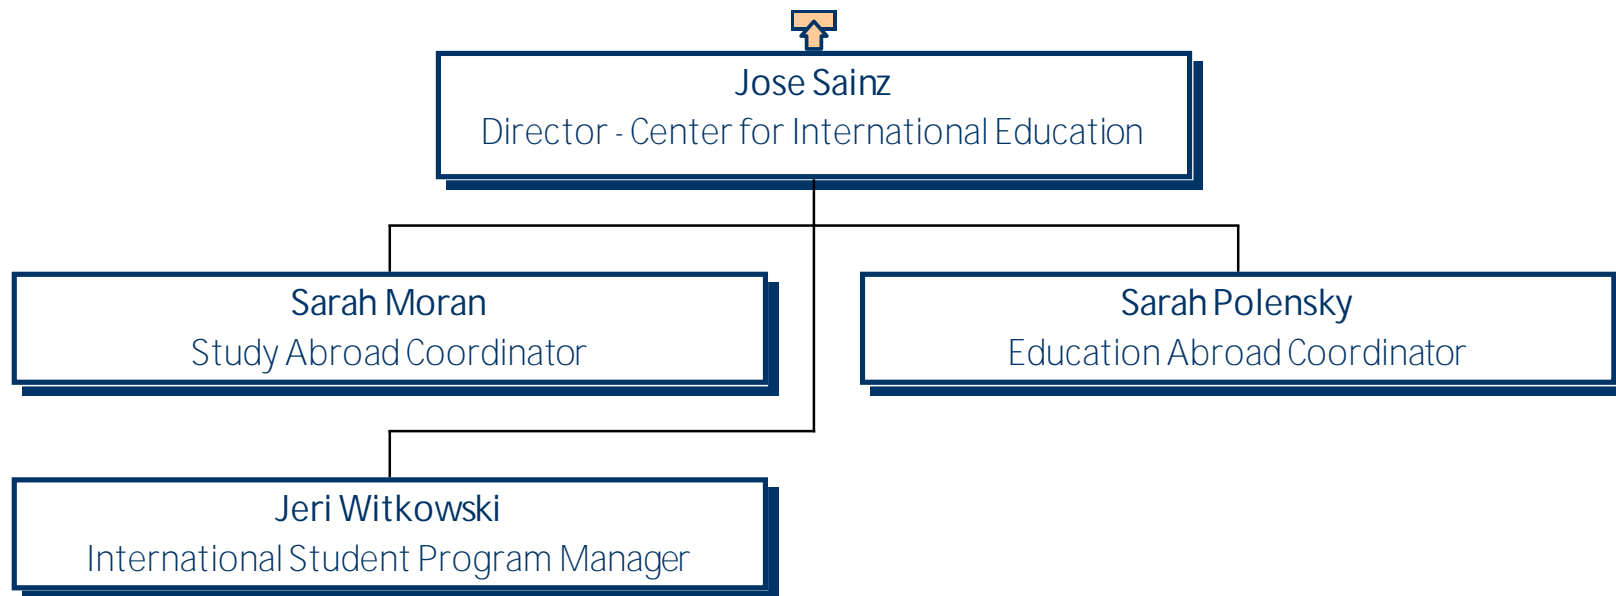 Jose Sainz
Director - Center for International Education
Sarah Moran
Study Abroad Coordinator
Sarah Polensky
Education Abroad Coordinator
Jeri Witkowski
International Student Program Manager